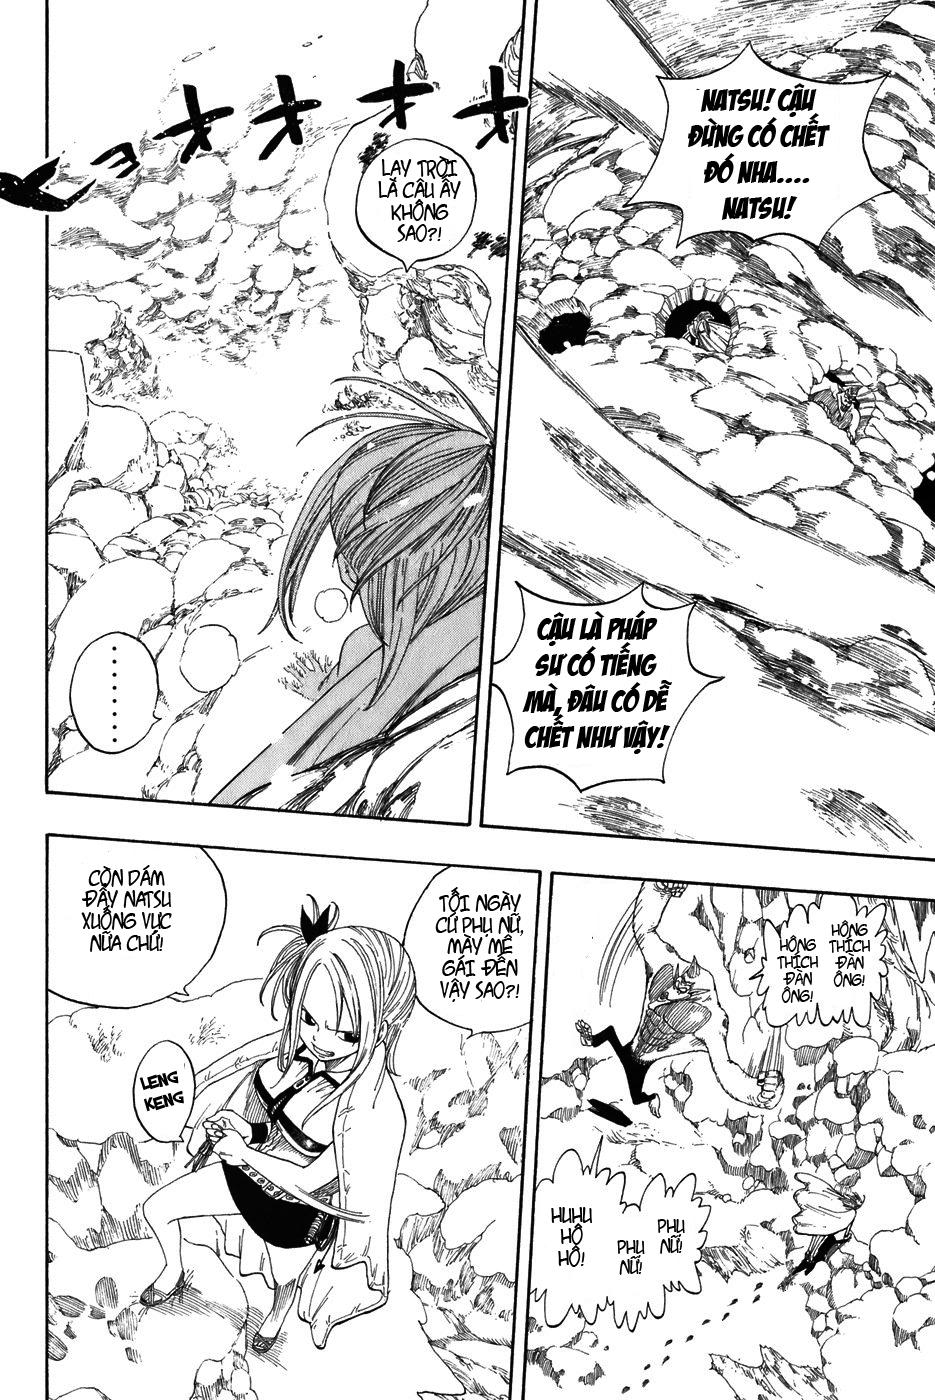 NATSU! CẬU
ĐỪNG CÓ CHẾT
ĐÓ NHA....
NATSU!
CẬU LÀ PHÁP
SƯ CÓ TIẾNG
MÀ, ĐÂU CÓ DỄ
CHẾT NHƯ VẬY!
LAY TRỜI
LÀ CẬU ẤY
KHÔNG
SAO?!
........
HÔNG
THÍCH
ĐÀN
ÔNG!
HÔNG
THÍCH
ĐÀN
ÔNG!
PHỤ
NỮ!
PHỤ
NỮ!
HUHU
HÔ
HÔ!
TỐI NGÀY
CỨ PHỤ NỮ,
MÀY MÊ
GÁI ĐẾN
VẬY SAO?!
CÒN DÁM
ĐẨY NATSU
XUỐNG VỰC
NỮA CHỨ!
LENG
KENG